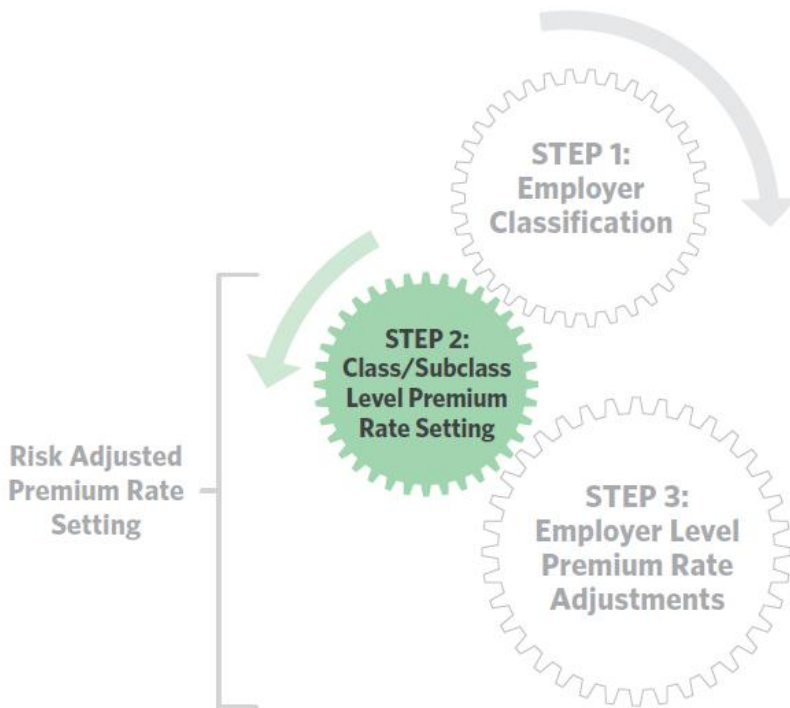 STEP 1:
Employer
Classification
STEP 2:
Class/Subclass
Level Premium
Rate Setting
Risk Adjusted
Premium Rate
Setting
STEP 3:
Employer Level
Premium Rate
Adjustments